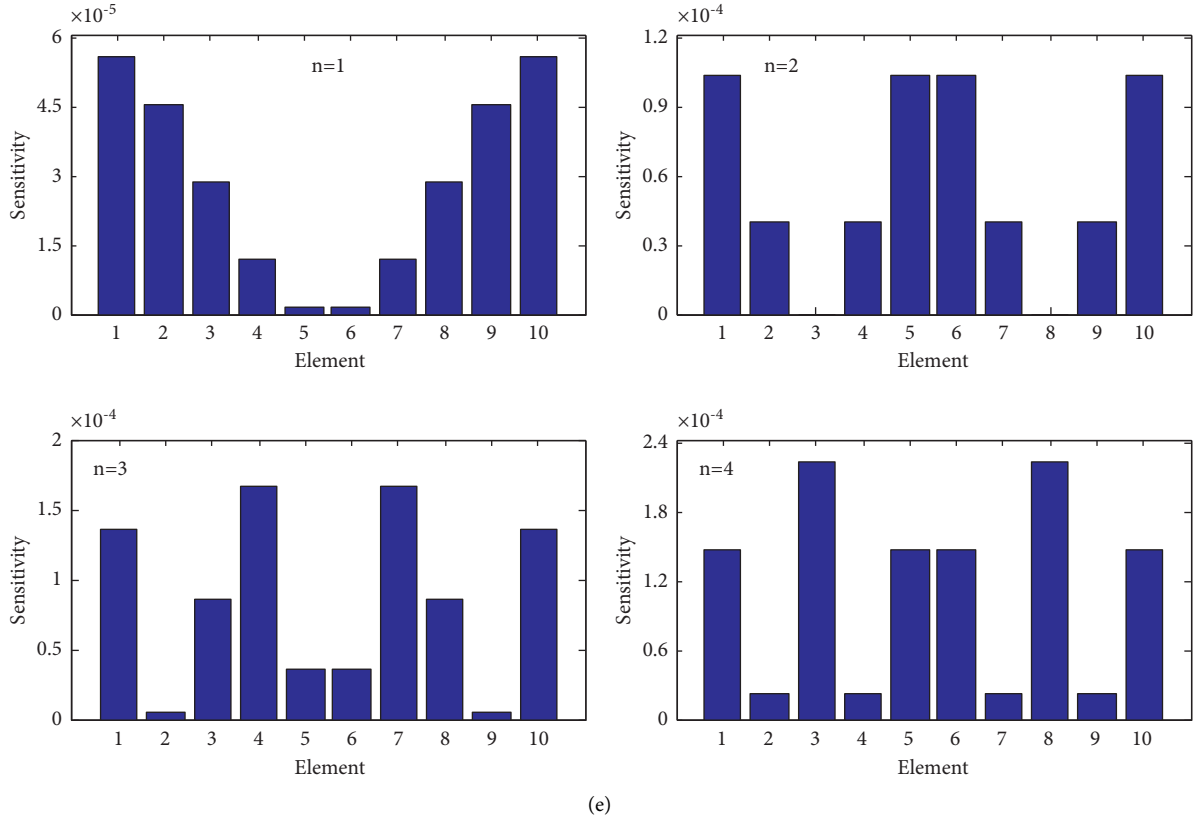 ×10-5
6
4.5
3
1.5
0
Sensitivity
n=1
1 2 3 4 5 6 7 8 9 10
Element
×10-4
1.2
0.9
0.6
0.3
0
Sensitivity
n=2
1 2 3 4 5 6 7 8 9 10
Element
×10-4
2
1.5
1
0.5
0
Sensitivity
n=3
1 2 3 4 5 6 7 8 9 10
Element
×10-4
2.4
1.8
1.2
0.6
0
Sensitivity
n=4
1 2 3 4 5 6 7 8 9 10
Element
(e)